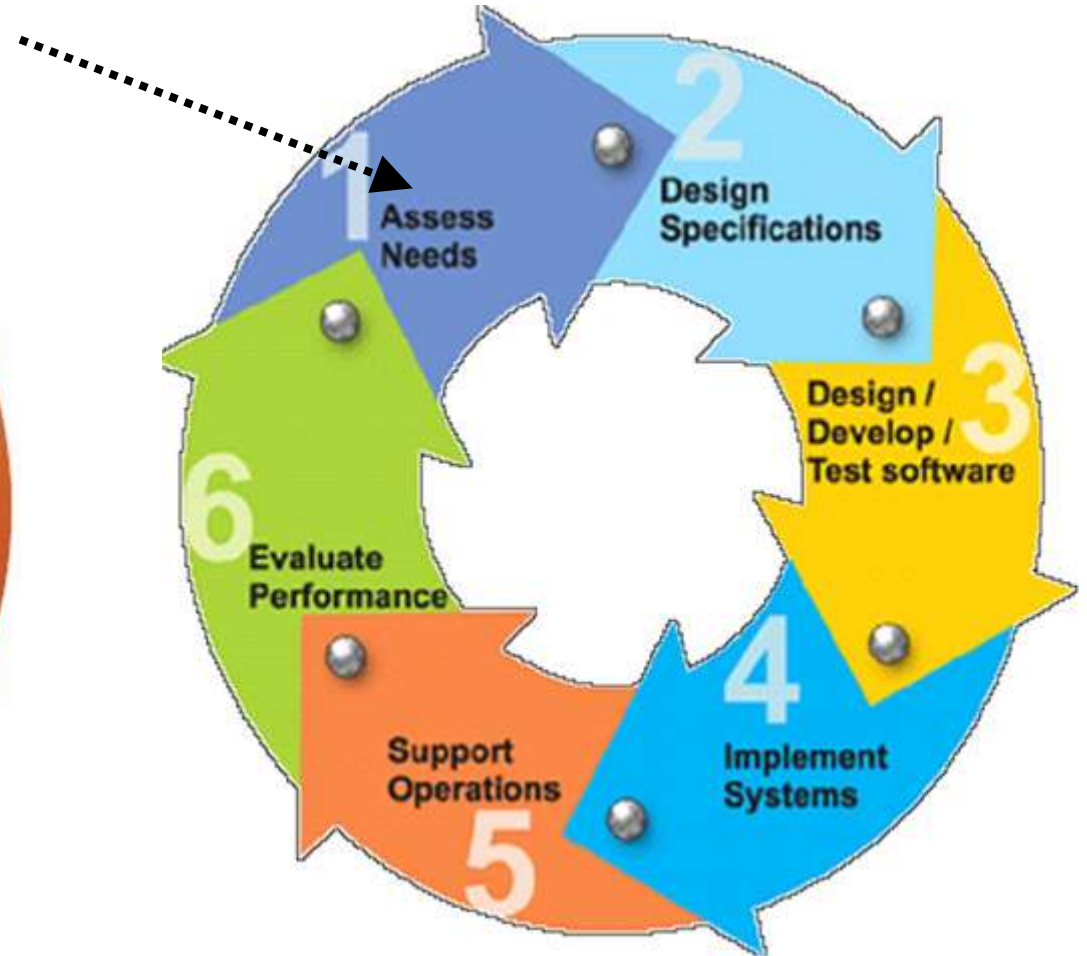 1
Assess
Needs
2
Design
Specifications
3
Design /
Develop /
Test software
4
Implement
Systems
5
Support
Operations
6
Evaluate
Performance